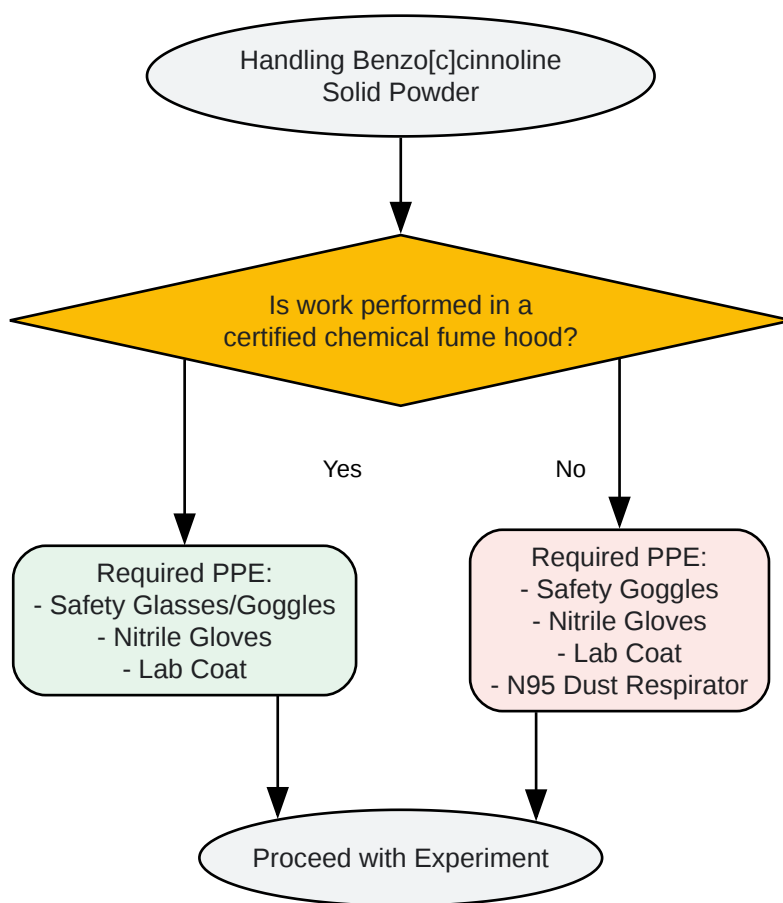 Handling Benzo[c]cinnoline
Solid Powder
Is work performed in a
certified chemical fume hood?
Yes
No
Required PPE:
- Safety Glasses/Goggles
- Nitrile Gloves
- Lab Coat
Required PPE:
- Safety Goggles
- Nitrile Gloves
- Lab Coat
- N95 Dust Respirator
Proceed with Experiment